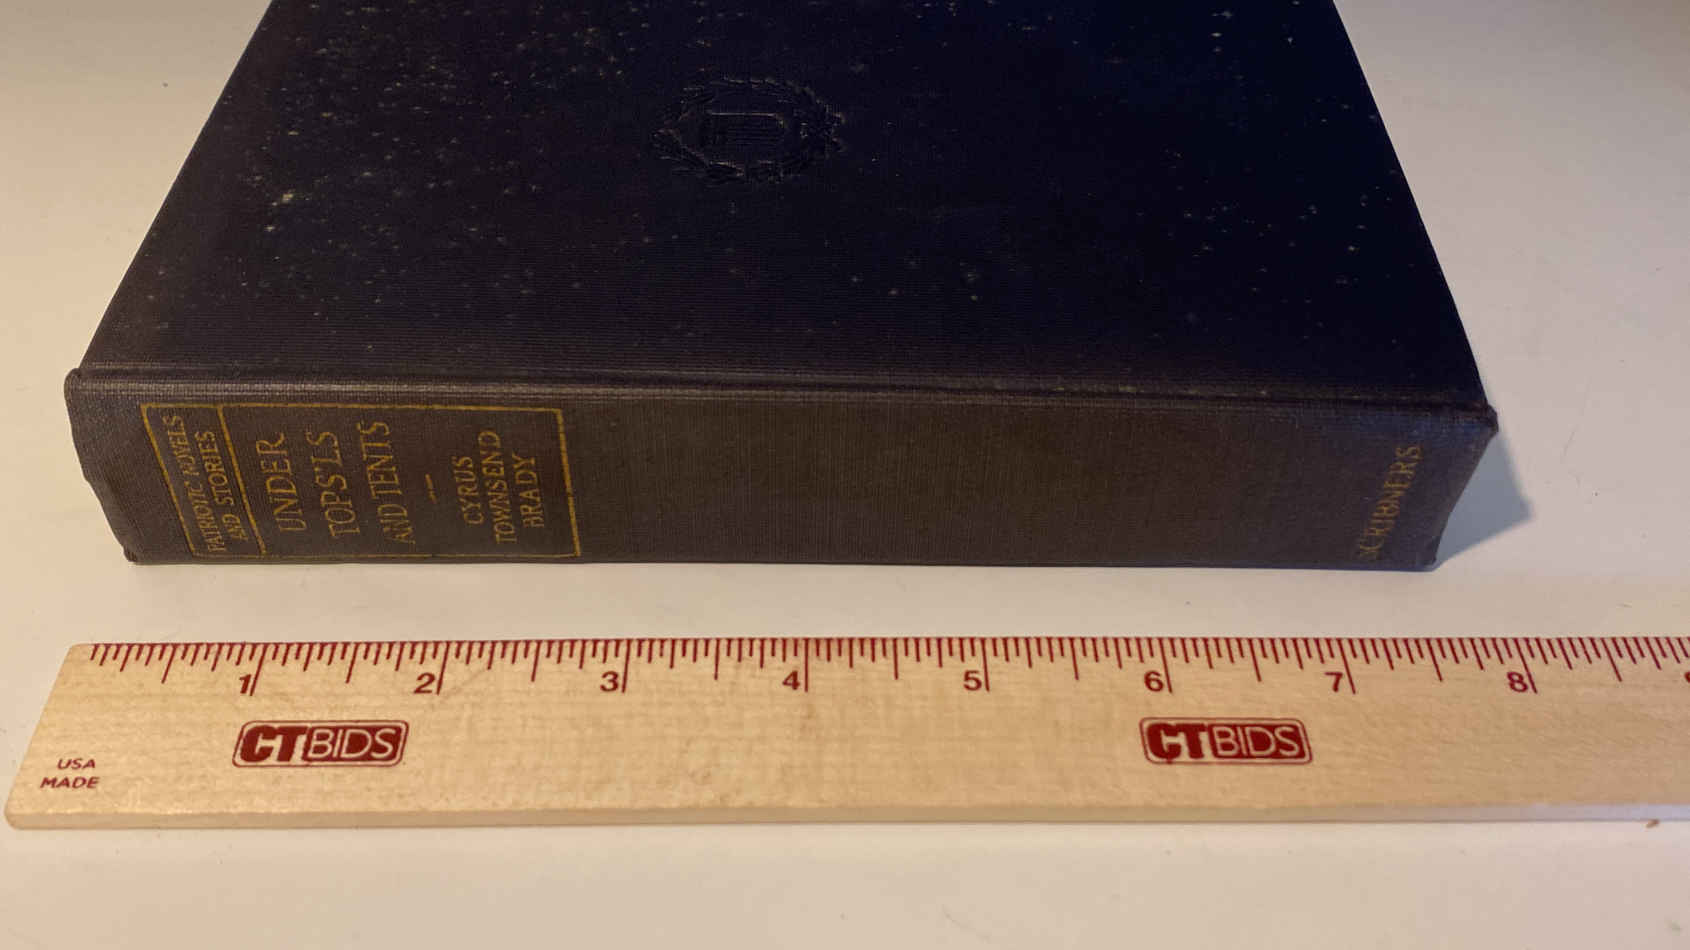 PATRIOTIC NOVELS
AND STORIES
UNDER
TOPS'LS
AND TENTS
CYRUS
TOWNSEND
BRADY
SCRIBNERS
1 2 3 4 5 6 7 8
CTBIDS CTBIDS
USA
MADE